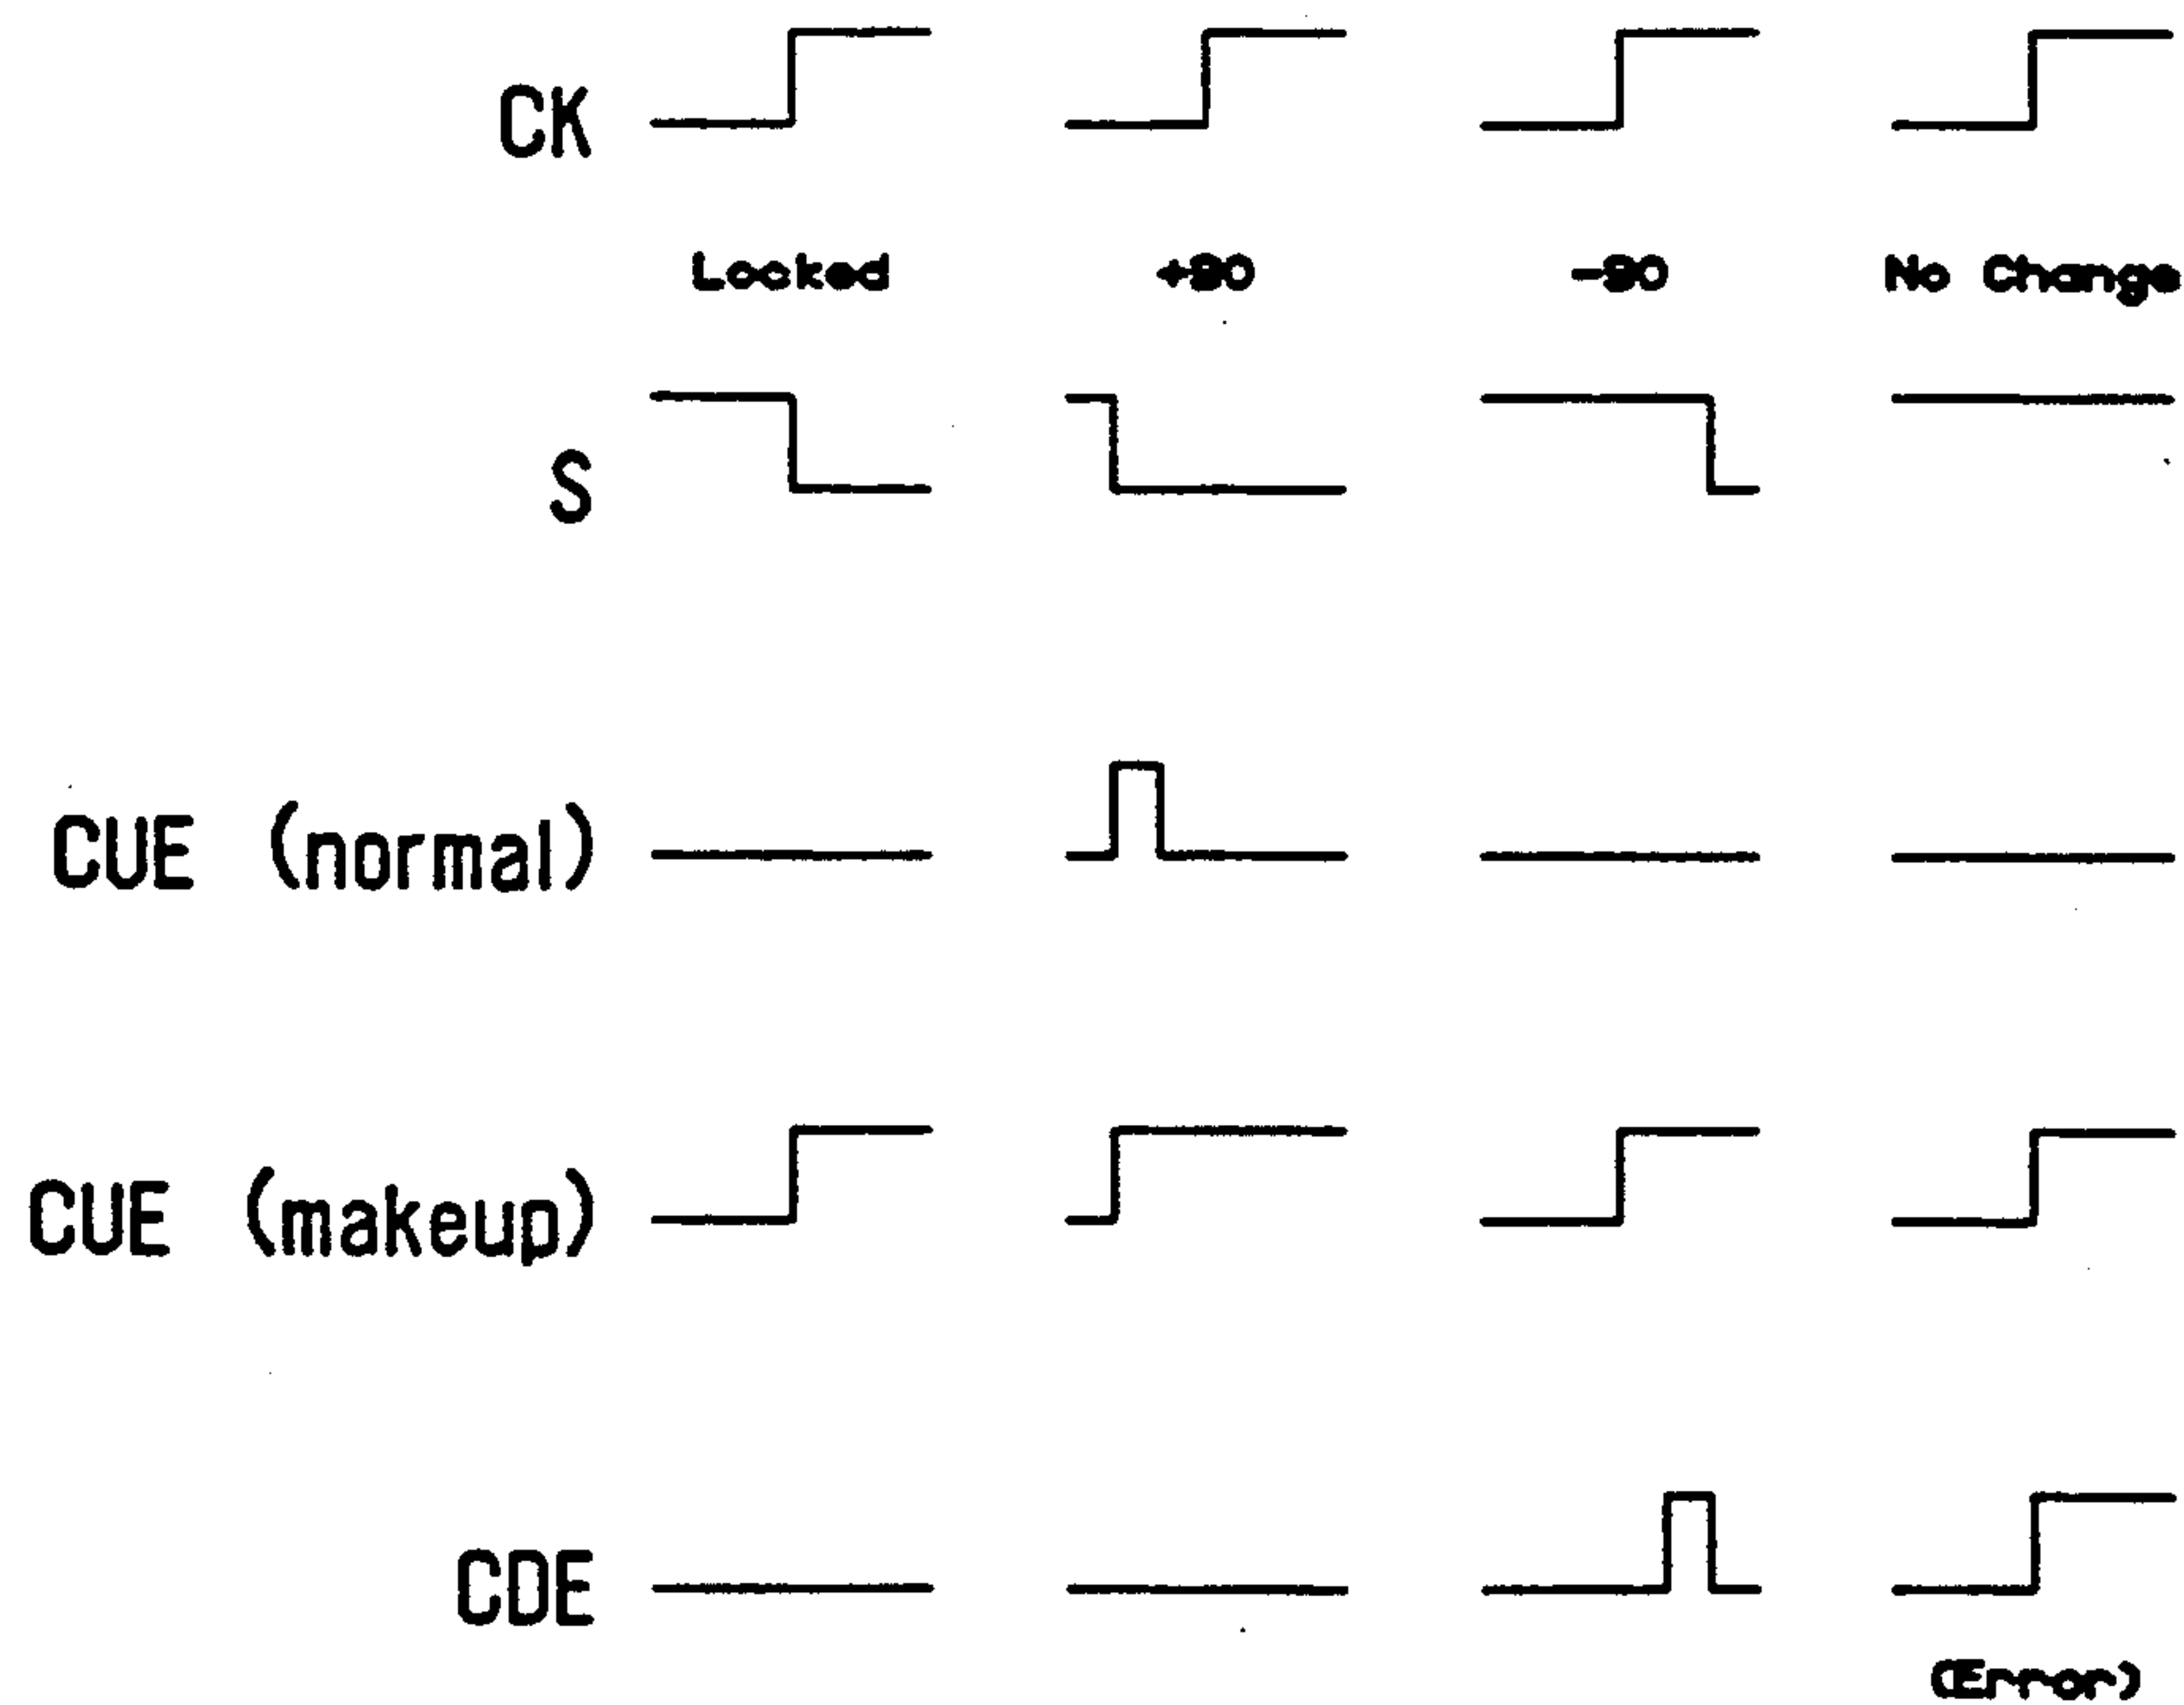 CK
Locked +90 -90 No Change
S
CUE (normal)
CUE (makeup)
CDE
(Error)